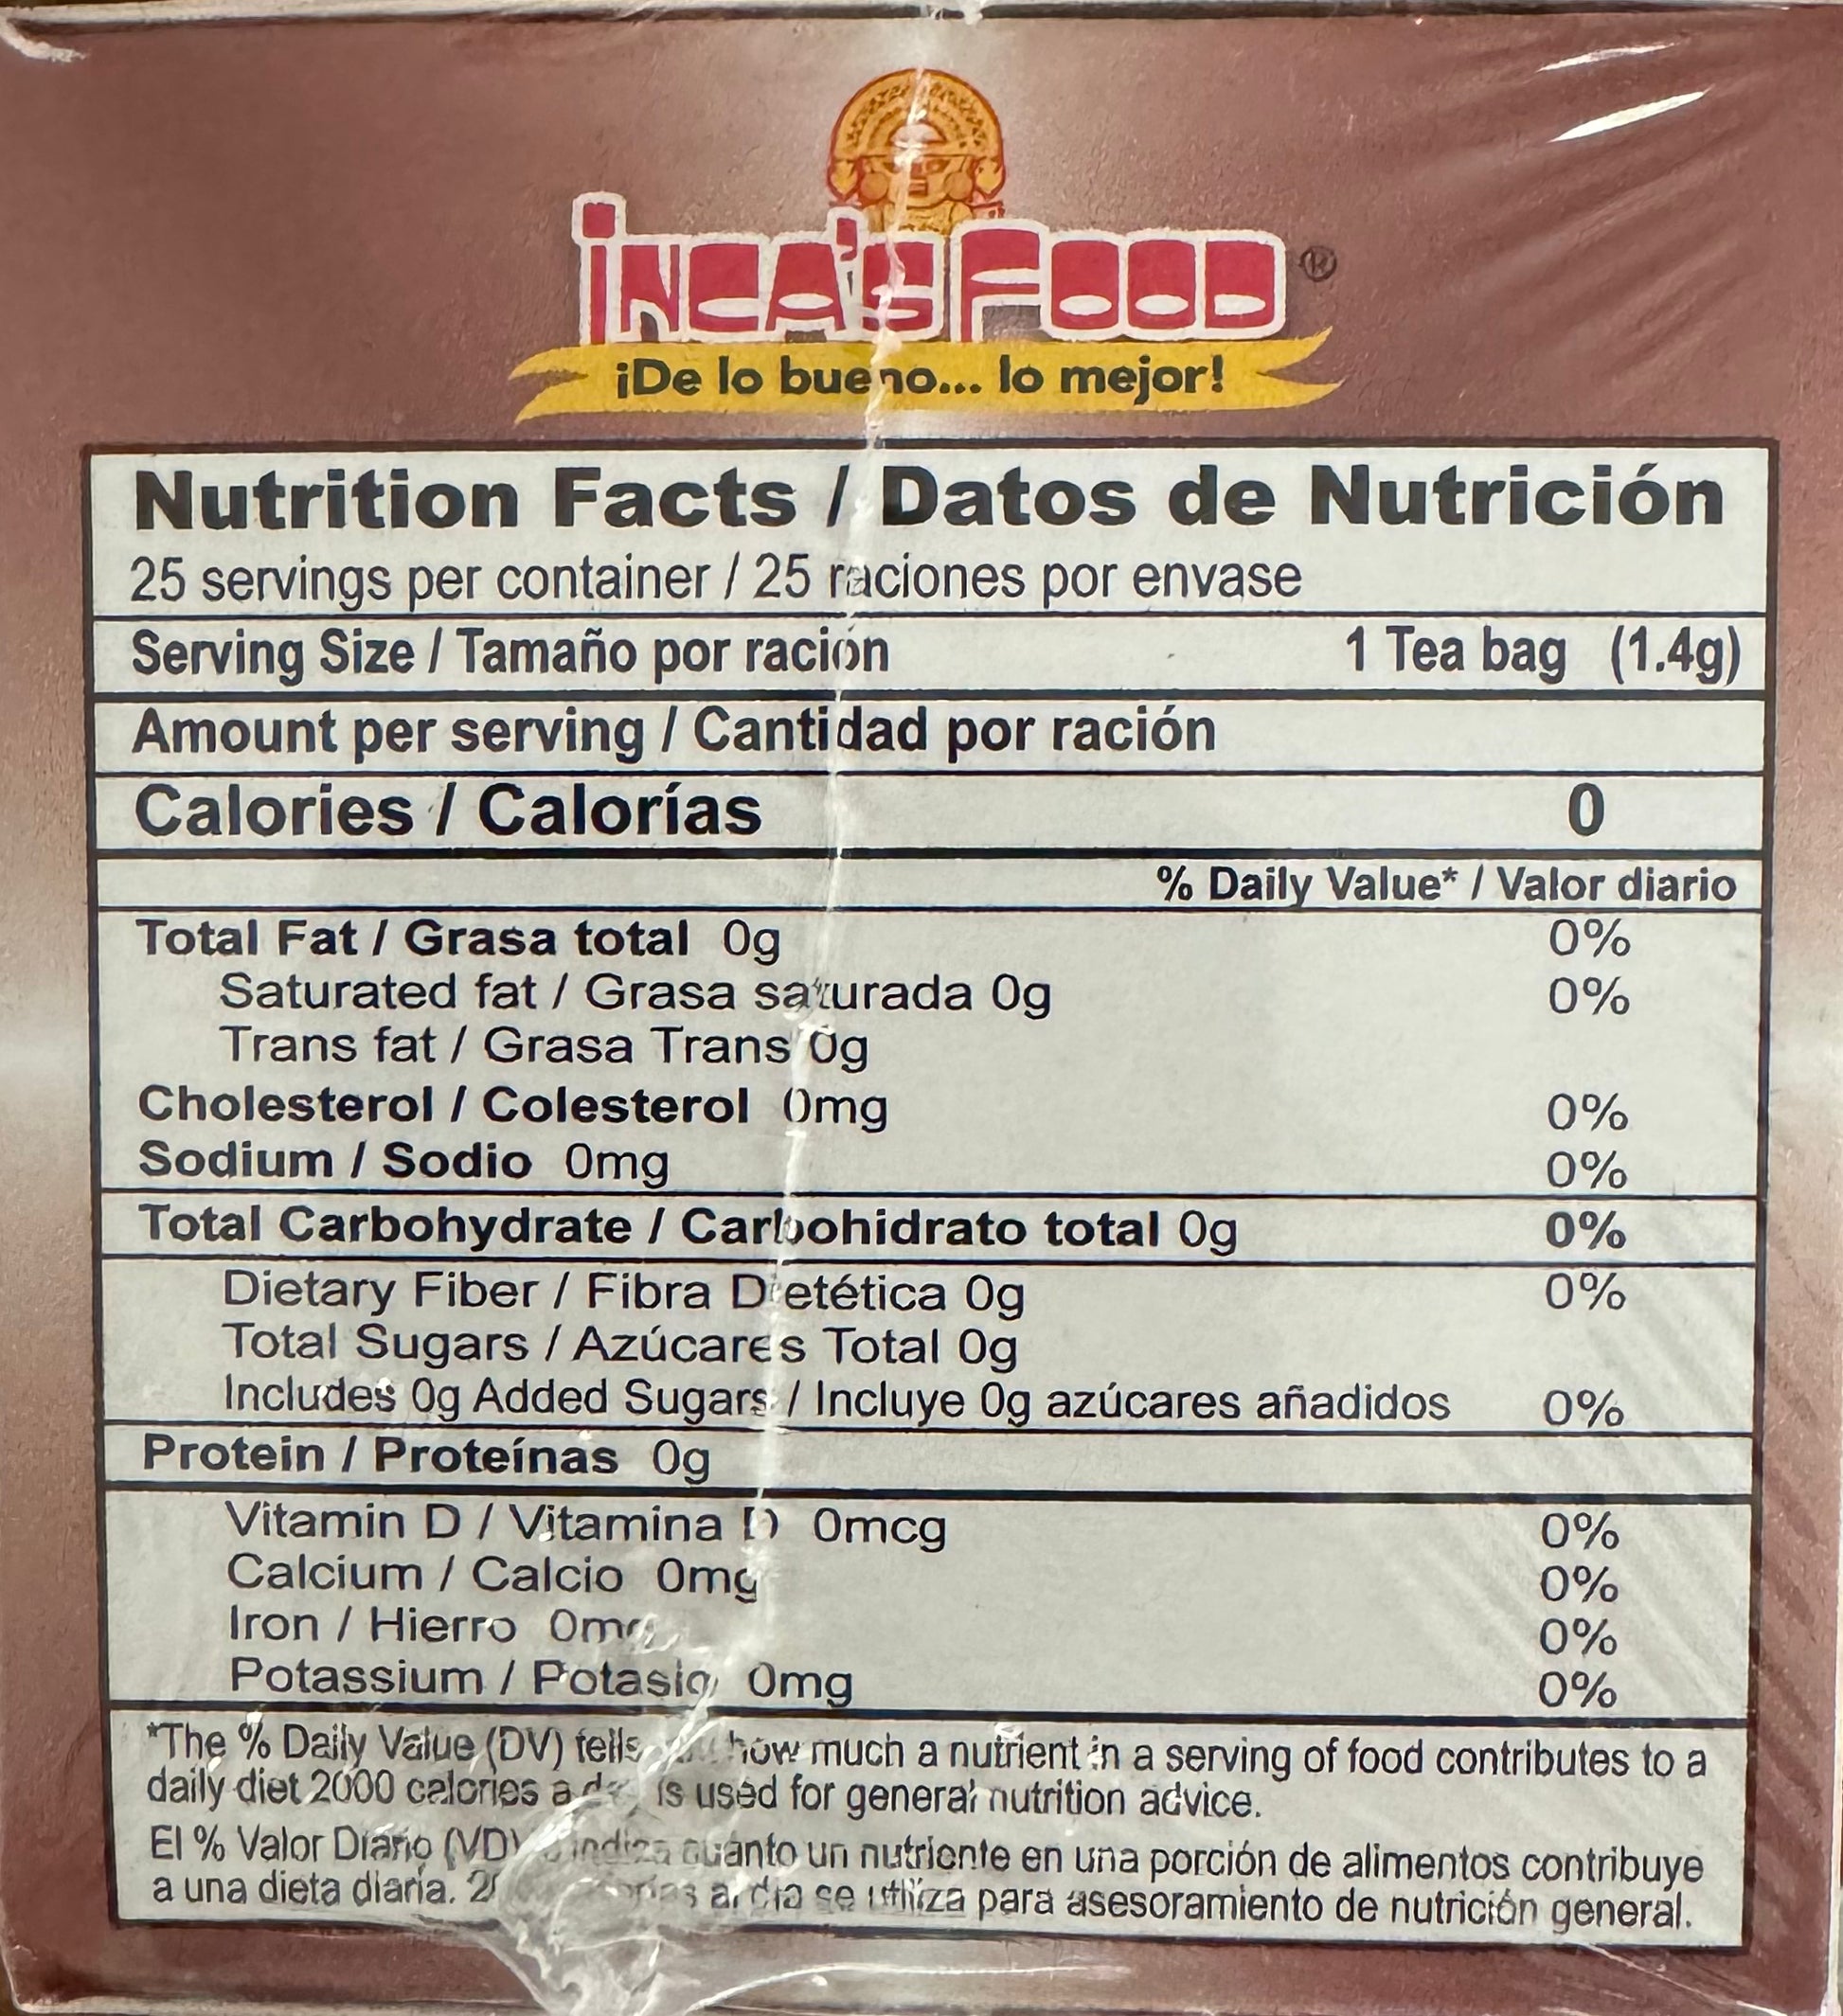 INCA'S FOOD ®
¡De lo bueno... lo mejor!
Nutrition Facts / Datos de Nutrición
25 servings per container / 25 raciones por envase
Serving Size / Tamaño por ración 1 Tea bag (1.4g)
Amount per serving / Cantidad por ración
Calories / Calorías 0
% Daily Value* / Valor diario
Total Fat / Grasa total 0g 0%
Saturated fat / Grasa saturada 0g 0%
Trans fat / Grasa Trans 0g
Cholesterol / Colesterol 0mg 0%
Sodium / Sodio 0mg 0%
Total Carbohydrate / Carbohidrato total 0g 0%
Dietary Fiber / Fibra Dietética 0g 0%
Total Sugars / Azúcares Total 0g
Includes 0g Added Sugars / Incluye 0g azúcares añadidos 0%
Protein / Proteínas 0g
Vitamin D / Vitamina D 0mcg 0%
Calcium / Calcio 0mg 0%
Iron / Hierro 0mg 0%
Potassium / Potasio 0mg 0%
*The % Daily Value (DV) tells how much a nutrient in a serving of food contributes to a
daily diet 2000 calories a day is used for general nutrition advice.
El % Valor Diario (VD) indica cuánto un nutriente en una porción de alimentos contribuye
a una dieta diaria. al día se utiliza para asesoramiento de nutrición general.